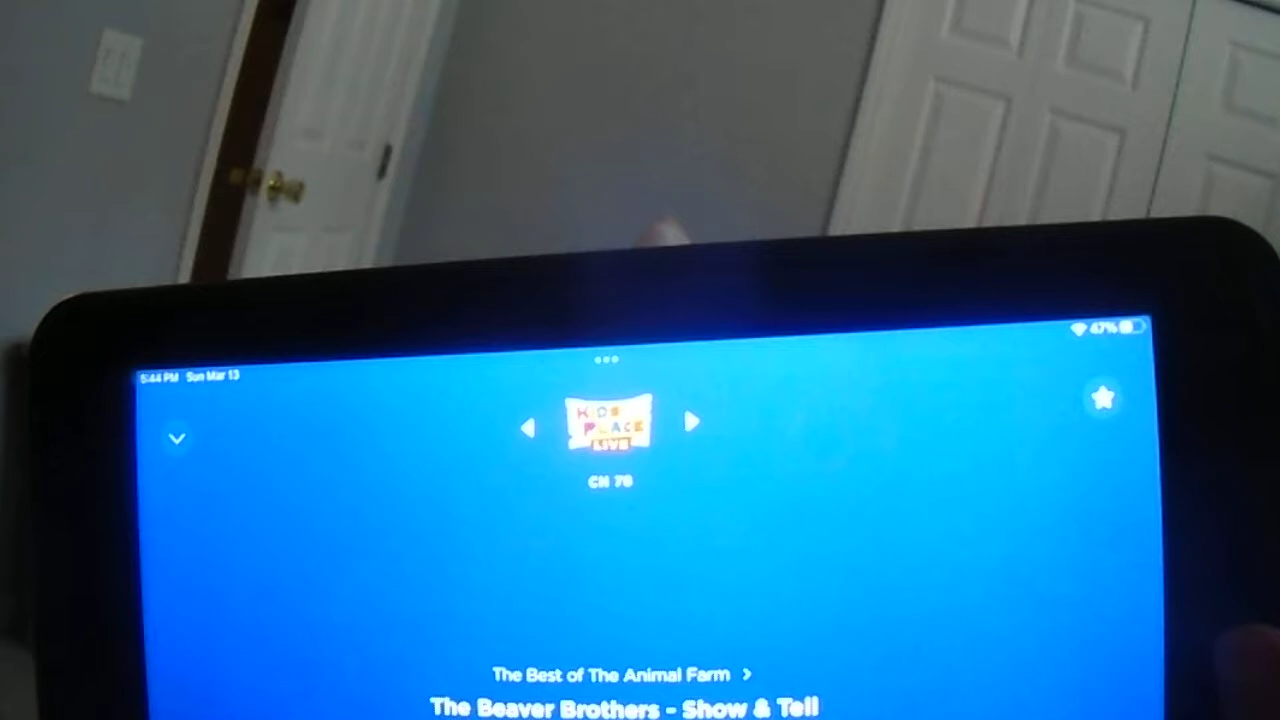 5:44 PM Sun Mar 13
47%
KIDS
PLACE
LIVE
CH 78
The Best of The Animal Farm
The Beaver Brothers - Show & Tell